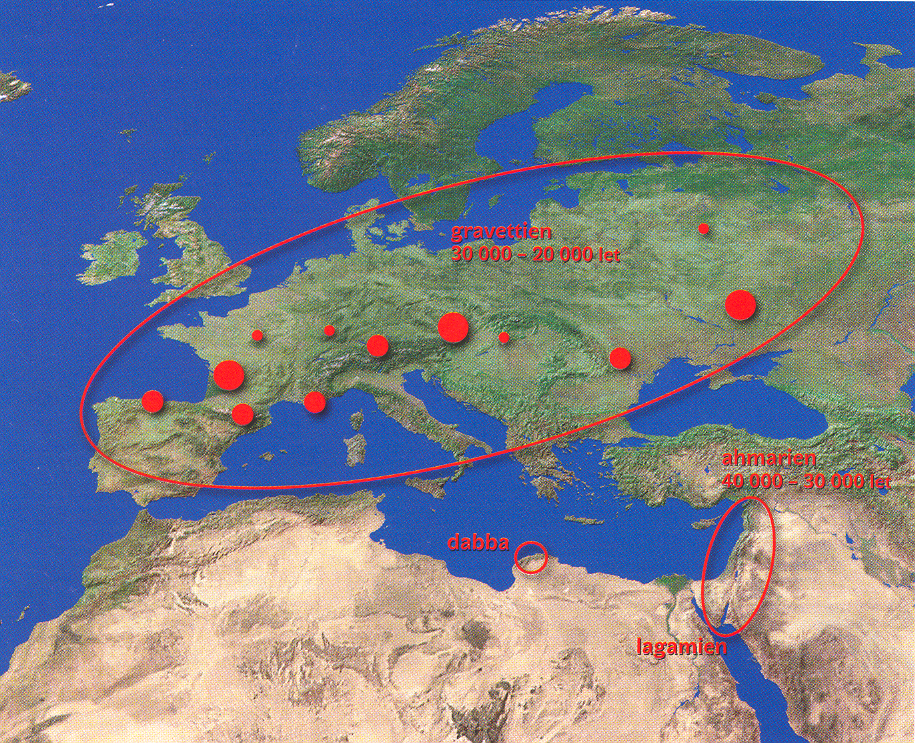 gravettien
30 000 – 20 000 let
ahmarien
40 000 – 30 000 let
dabba
lagamien